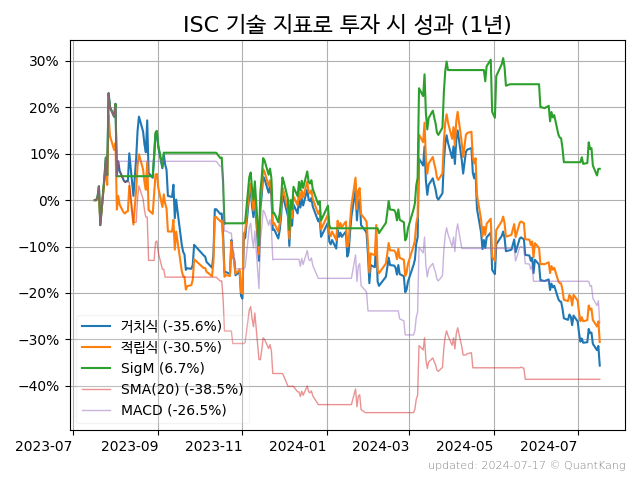 ISC 기술 지표로 투자 시 성과 (1년)
30%
20%
10%
0%
−10%
−20%
−30%
−40%
거치식 (-35.6%)
적립식 (-30.5%)
SigM (6.7%)
SMA(20) (-38.5%)
MACD (-26.5%)
2023-07 2023-09 2023-11 2024-01 2024-03 2024-05 2024-07
updated: 2024-07-17 © QuantKang